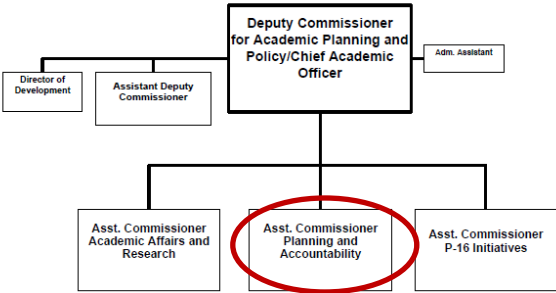 Deputy Commissioner
for Academic Planning and
Policy/Chief Academic
Officer
Adm. Assistant
Director of
Development
Assistant Deputy
Commissioner
Asst. Commissioner
Academic Affairs and
Research
Asst. Commissioner
Planning and
Accountability
Asst. Commissioner
P-16 Initiatives